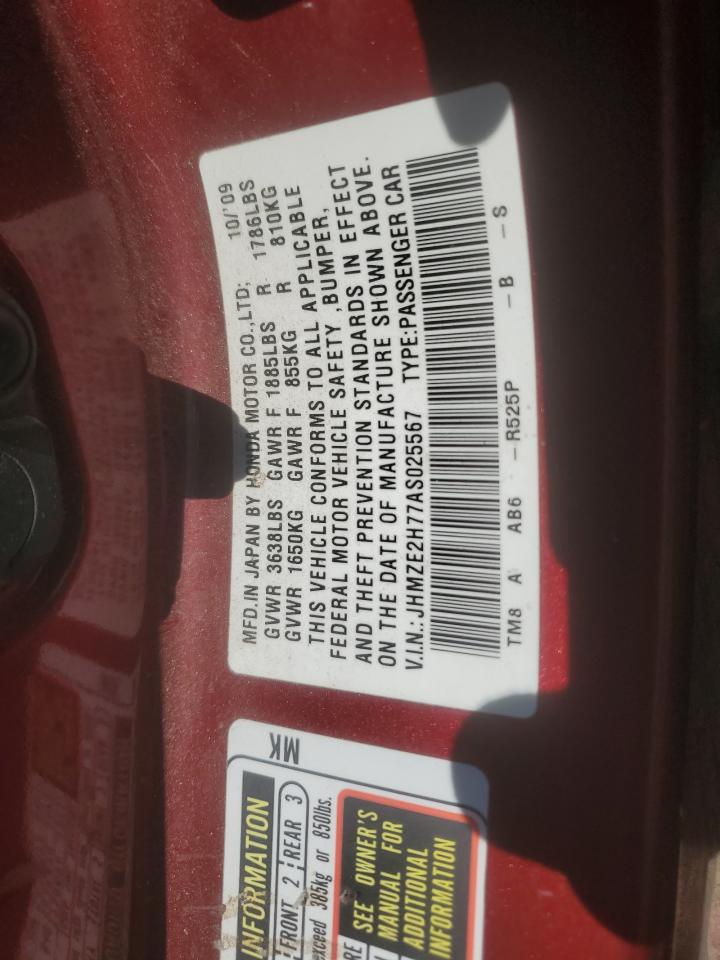 MFD.IN JAPAN BY HONDA MOTOR CO.,LTD; 10/'09
GVWR 3638LBS GAWR F 1885LBS R 1786LBS
GVWR 1650KG GAWR F 855KG R 810KG
THIS VEHICLE CONFORMS TO ALL APPLICABLE
FEDERAL MOTOR VEHICLE SAFETY ,BUMPER,
AND THEFT PREVENTION STANDARDS IN EFFECT
ON THE DATE OF MANUFACTURE SHOWN ABOVE.
V.I.N.: JHMZE2H77AS025567 TYPE:PASSENGER CAR
TM8 A AB6 -R525P -B -S
MK
INFORMATION
FRONT 2 REAR 3
exceed 385kg or 850lbs.
SEE OWNER'S
MANUAL FOR
ADDITIONAL
INFORMATION